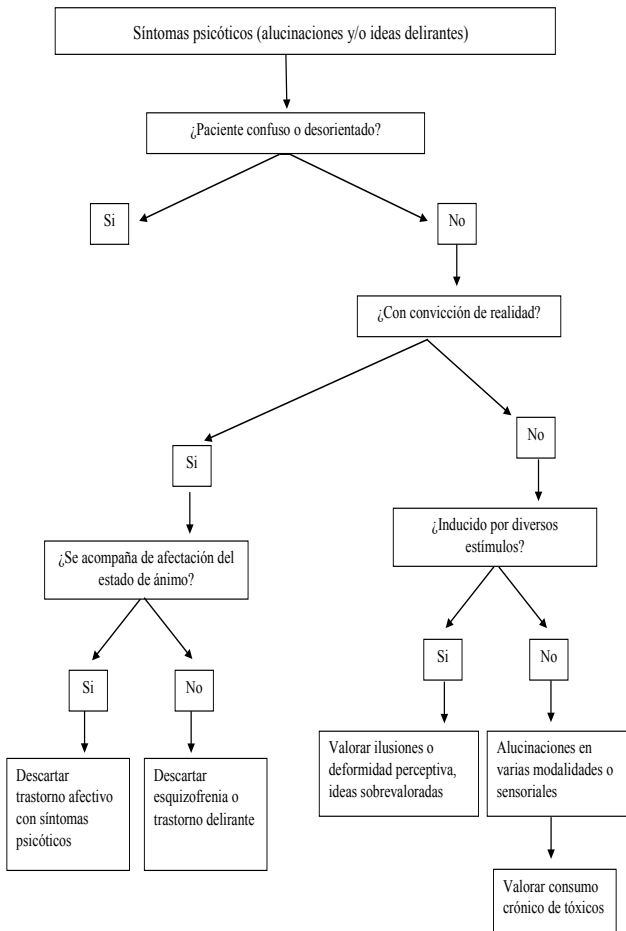 Síntomas psicóticos (alucinaciones y/o ideas delirantes)
¿Paciente confuso o desorientado?
Si
No
¿Con convicción de realidad?
Si
No
¿Se acompaña de afectación del
estado de ánimo?
¿Inducido por diversos
estímulos?
Si
No
Si
No
Descartar
trastorno afectivo
con síntomas
psicóticos
Descartar
esquizofrenia o
trastorno delirante
Valorar ilusiones o
deformidad perceptiva,
ideas sobrevaloradas
Alucinaciones en
varias modalidades o
sensoriales
Valorar consumo
crónico de tóxicos